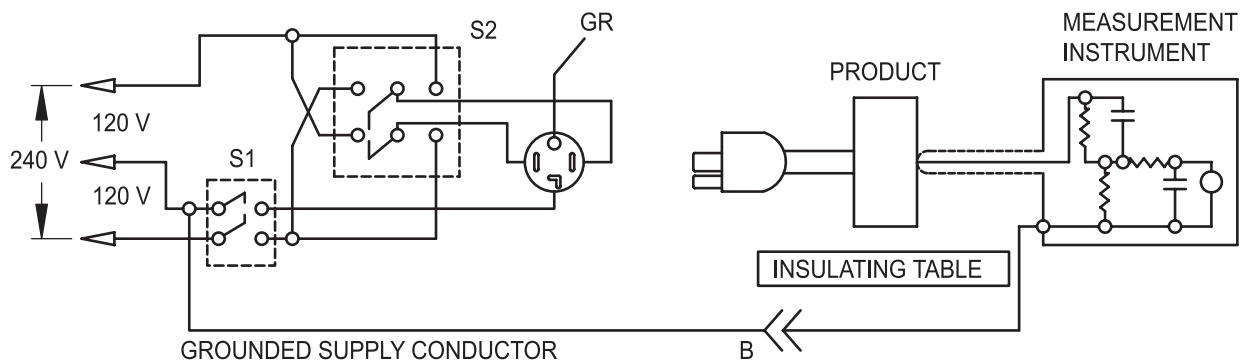 S2
GR
MEASUREMENT
INSTRUMENT
PRODUCT
120 V
240 V
S1
120 V
INSULATING TABLE
GROUNDED SUPPLY CONDUCTOR
B